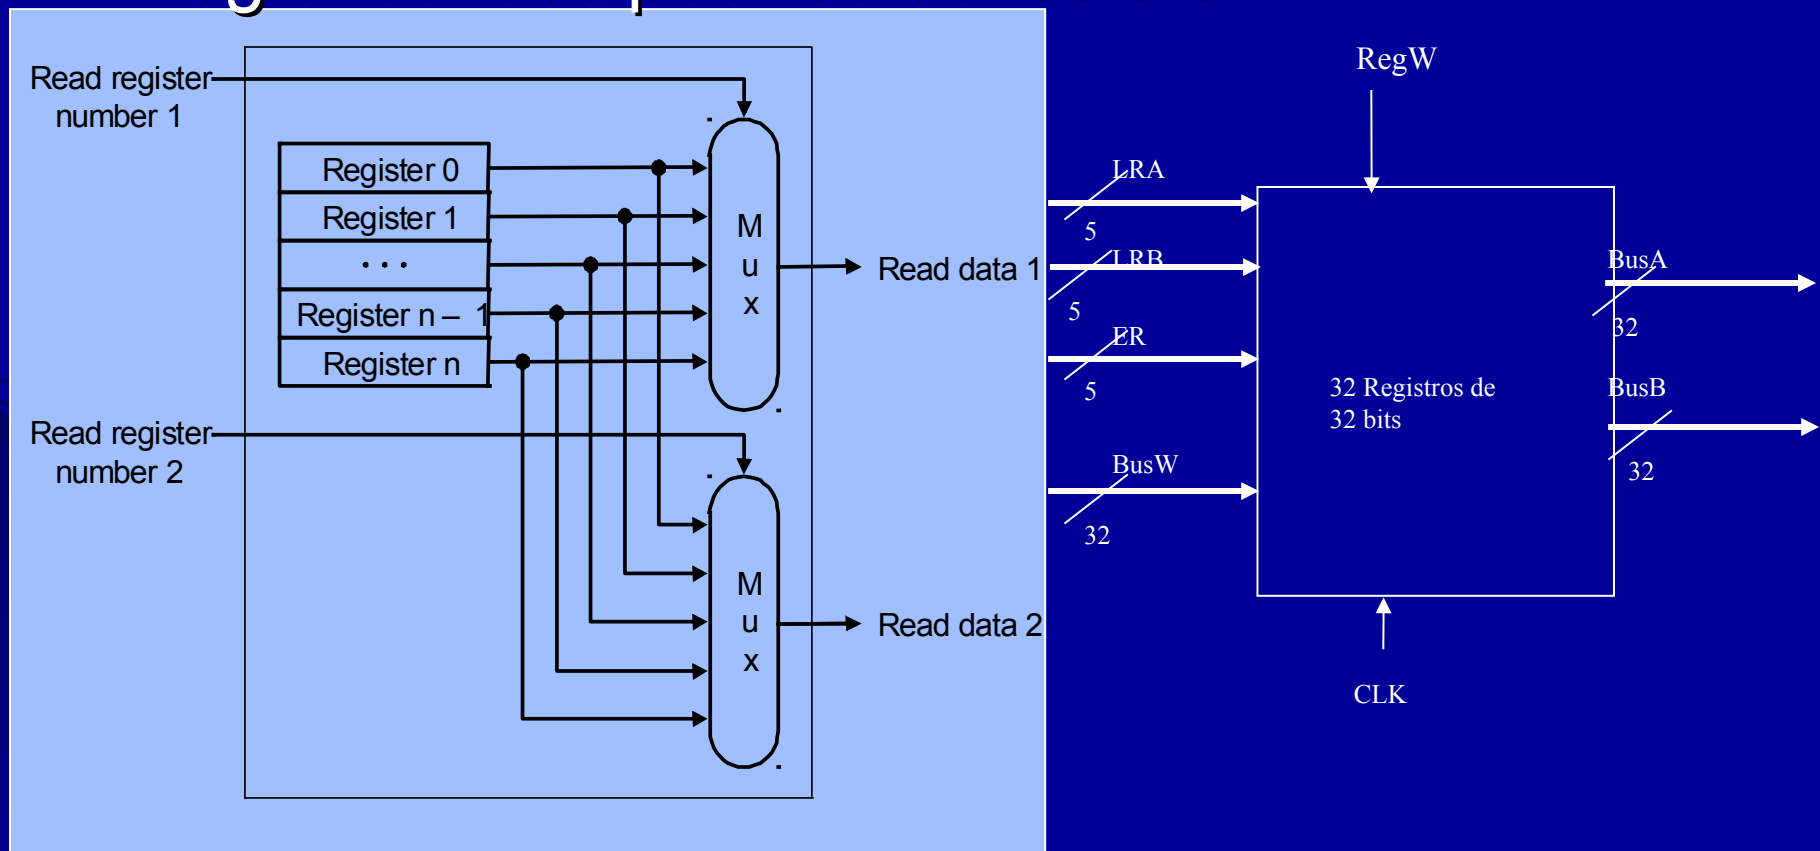 Read register
number 1
Register 0
Register 1
. . .
Register n – 1
Register n
M
u
x
Read data 1
Read register
number 2
M
u
x
Read data 2
RegW
LRA
5
LRB
5
ER
5
BusW
32
32 Registros de
32 bits
BusA
32
BusB
32
CLK